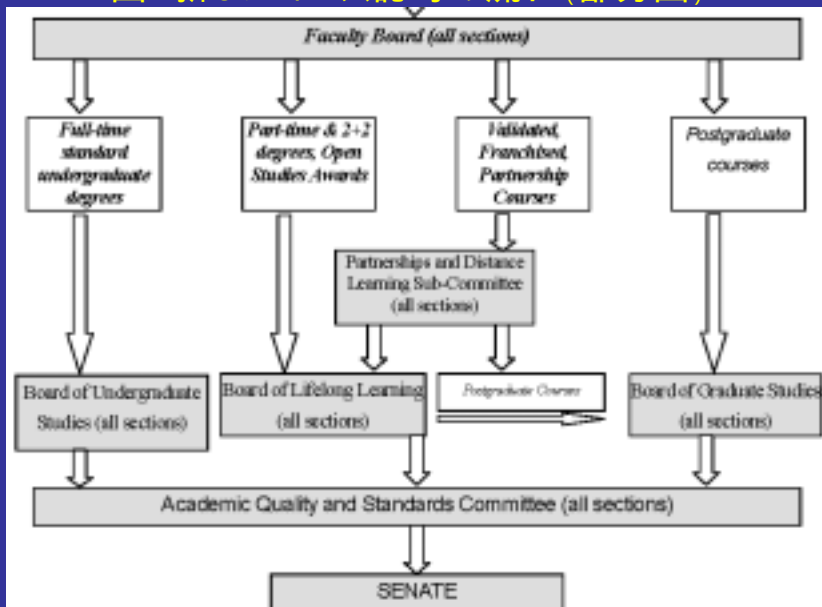 (部分图)
Faculty Board (all sections)
Full-time
standard
undergraduate
degrees
Part-time & 2+2
degrees, Open
Studies Awards
Validated,
Franchised,
Partnership
Courses
Postgraduate
courses
Partnerships and Distance
Learning Sub-Committee
(all sections)
Board of Undergraduate
Studies (all sections)
Board of Lifelong Learning
(all sections)
Postgraduate Courses
Board of Graduate Studies
(all sections)
Academic Quality and Standards Committee (all sections)
SENATE